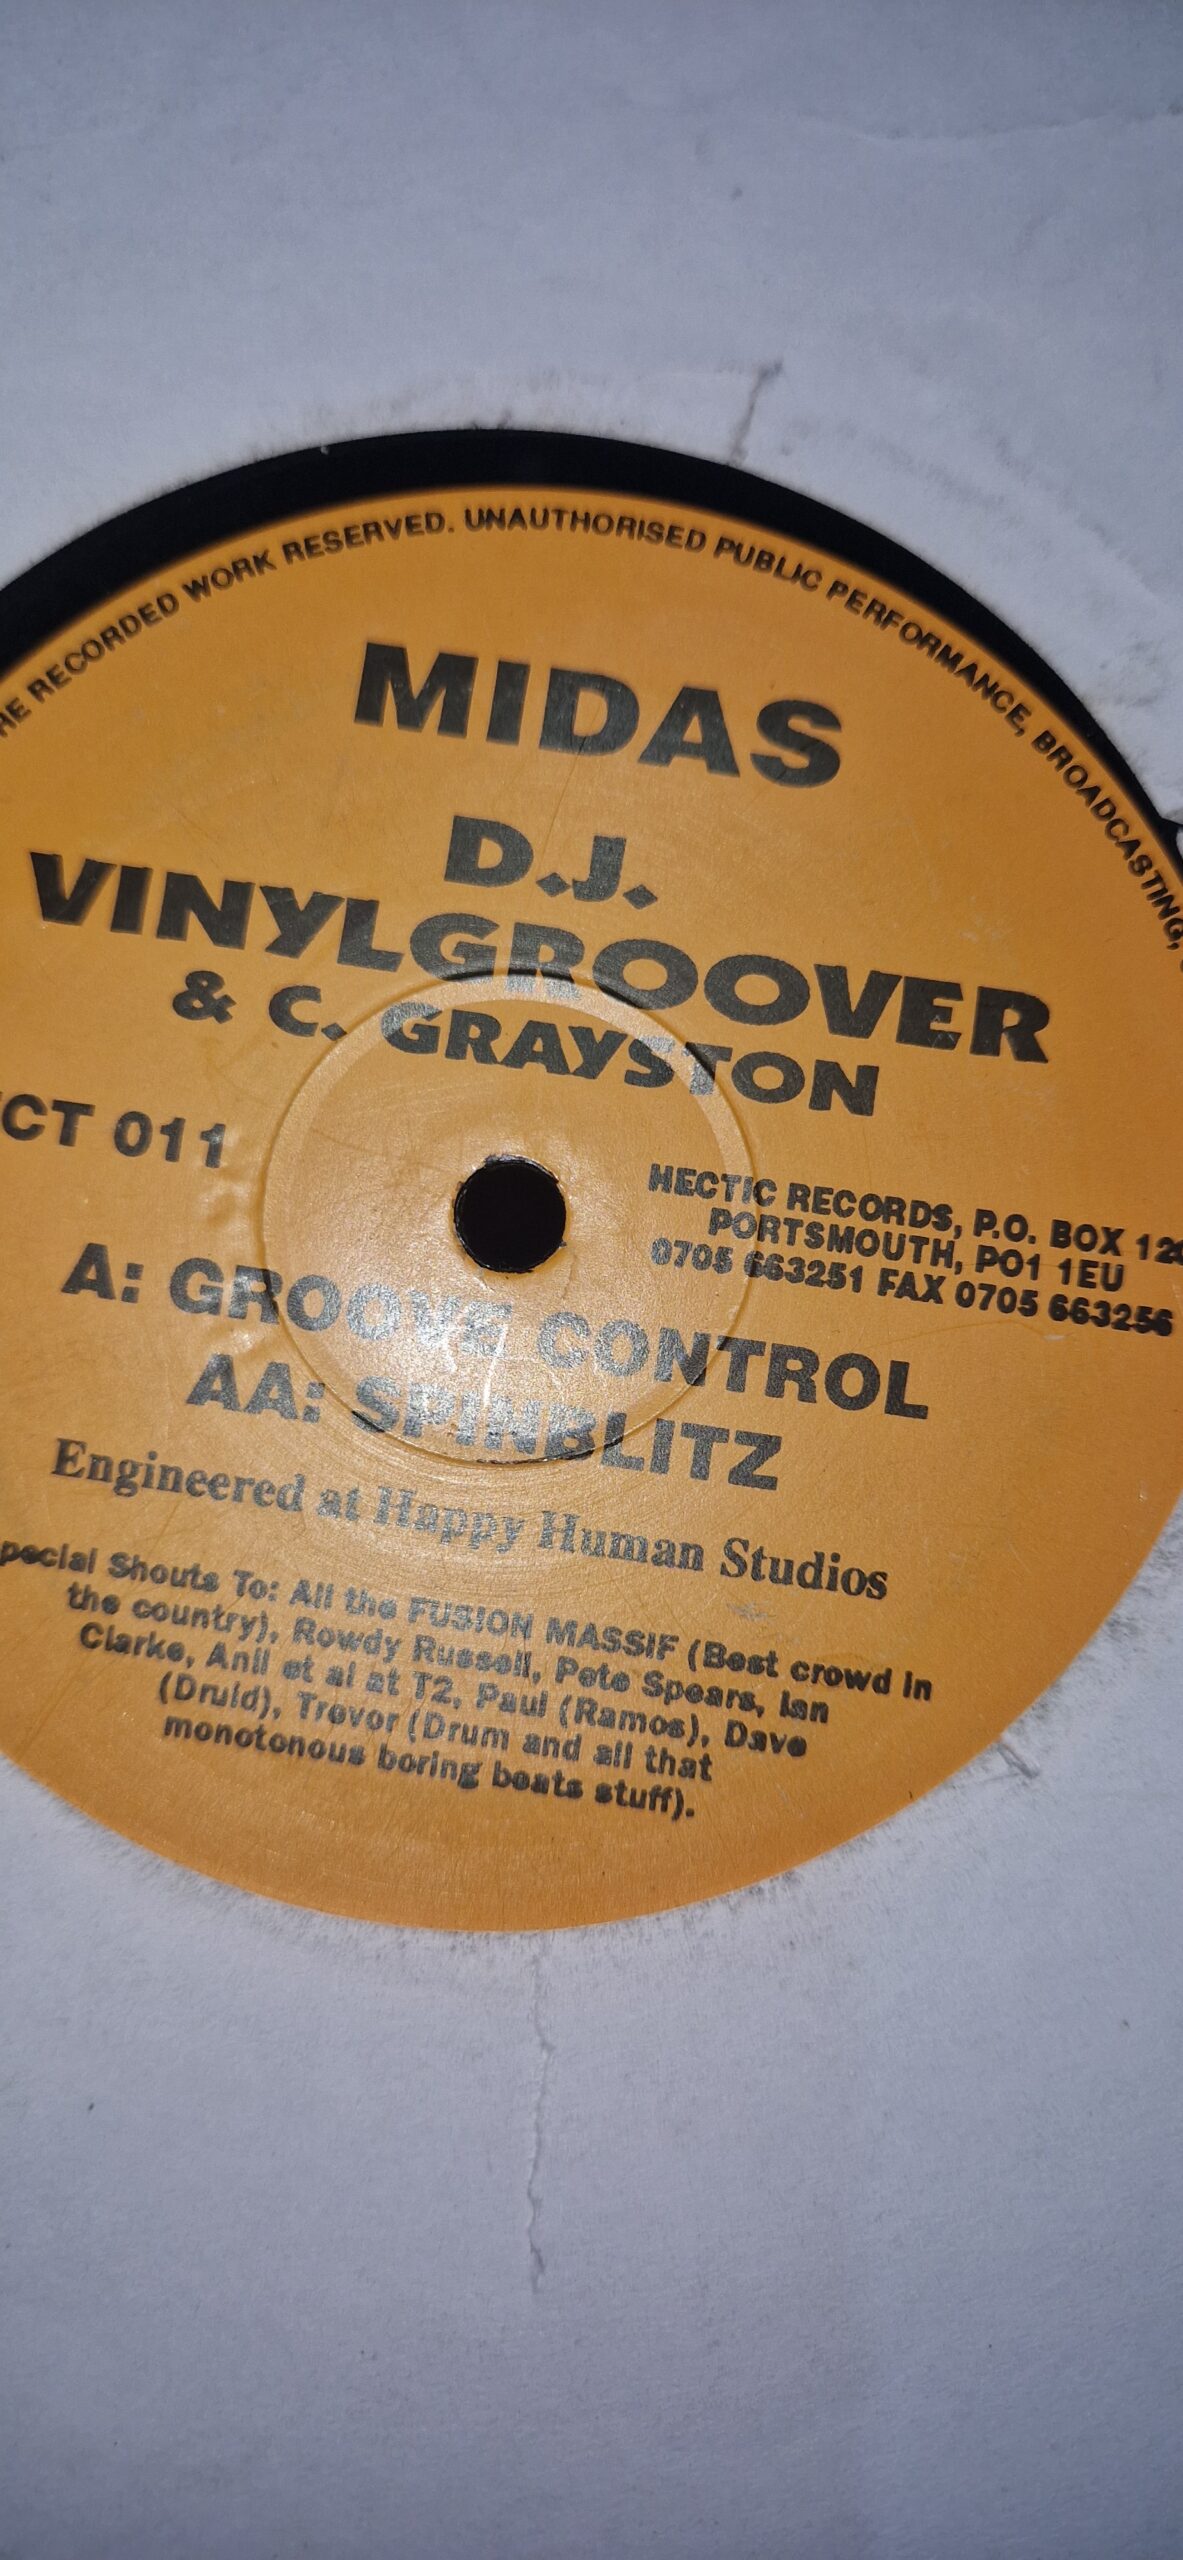 RECORDED WORK RESERVED. UNAUTHORISED PUBLIC PERFORMANCE, BROADCASTING,
MIDAS
D.J.
VINYLGROOVER
& C. GRAYSTON
CT 011
HECTIC RECORDS, P.O. BOX
PORTSMOUTH, PO1 1EU
0705 663251 FAX 0705 663256
A: GROOVE CONTROL
AA: SPINBLITZ
Engineered at Happy Human Studios
pecial Shouts To: All the FUSION MASSIF (Best crowd in
the country), Rowdy Russell, Pete Spears, Ian
Clarke, Anil et al at T2, Paul (Ramos), Dave
(Druid), Trevor (Drum and all that
monotonous boring beats stuff).